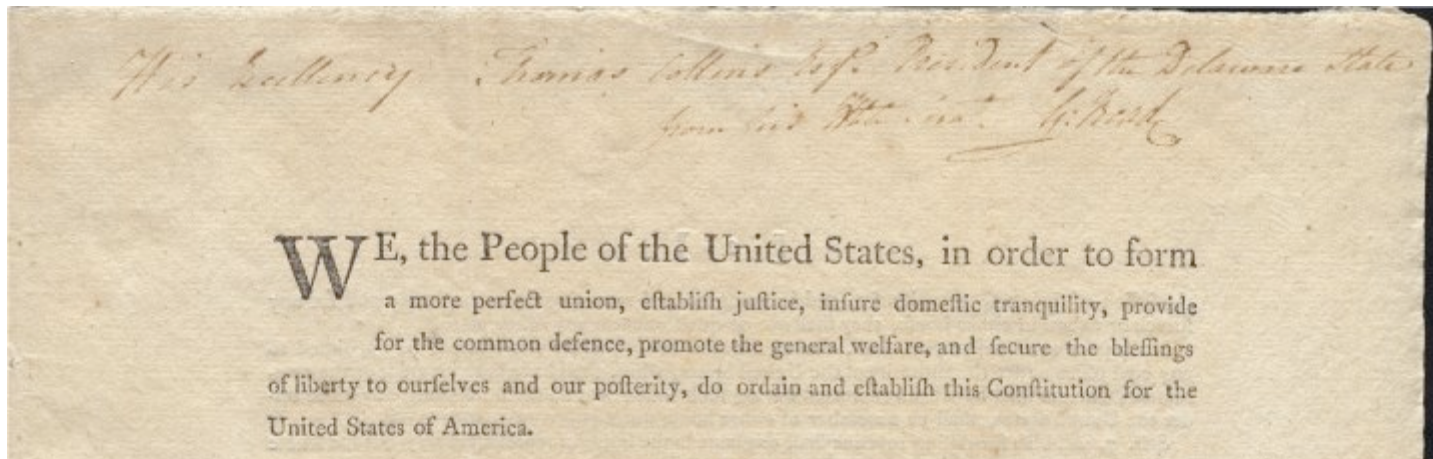 His Excellency Thomas Collins Esqr. President of the Delaware State
from his G: Read
WE, the People of the United States, in order to form
a more perfect union, eſtabliſh juſtice, inſure domeſtic tranquility, provide
for the common defence, promote the general welfare, and ſecure the bleſſings
of liberty to ourſelves and our poſterity, do ordain and eſtabliſh this Conſtitution for the
United States of America.